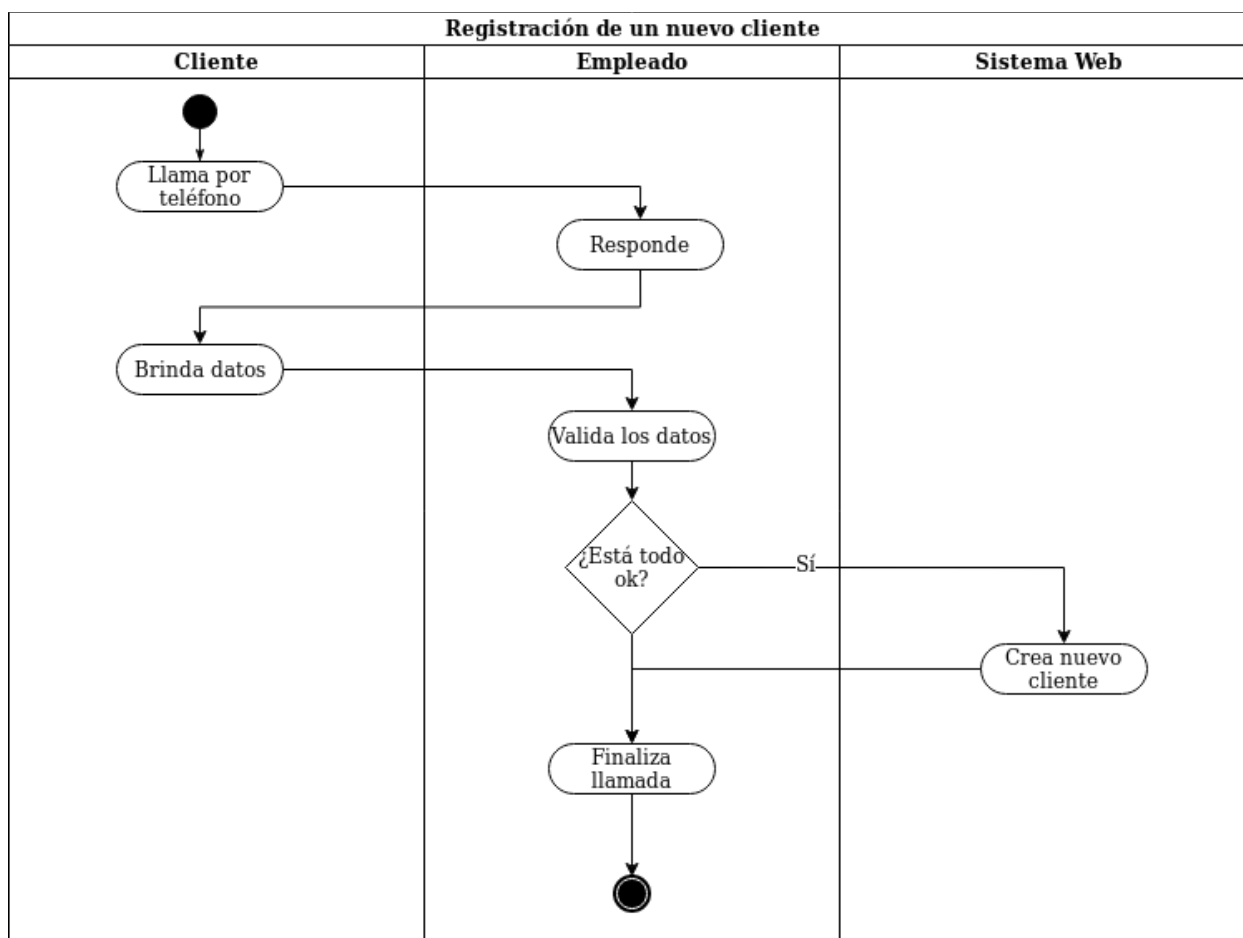 Registración de un nuevo cliente
Cliente
Empleado
Sistema Web
Llama por
teléfono
Responde
Brinda datos
Valida los datos
¿Está todo
ok?
Sí
Crea nuevo
cliente
Finaliza
llamada